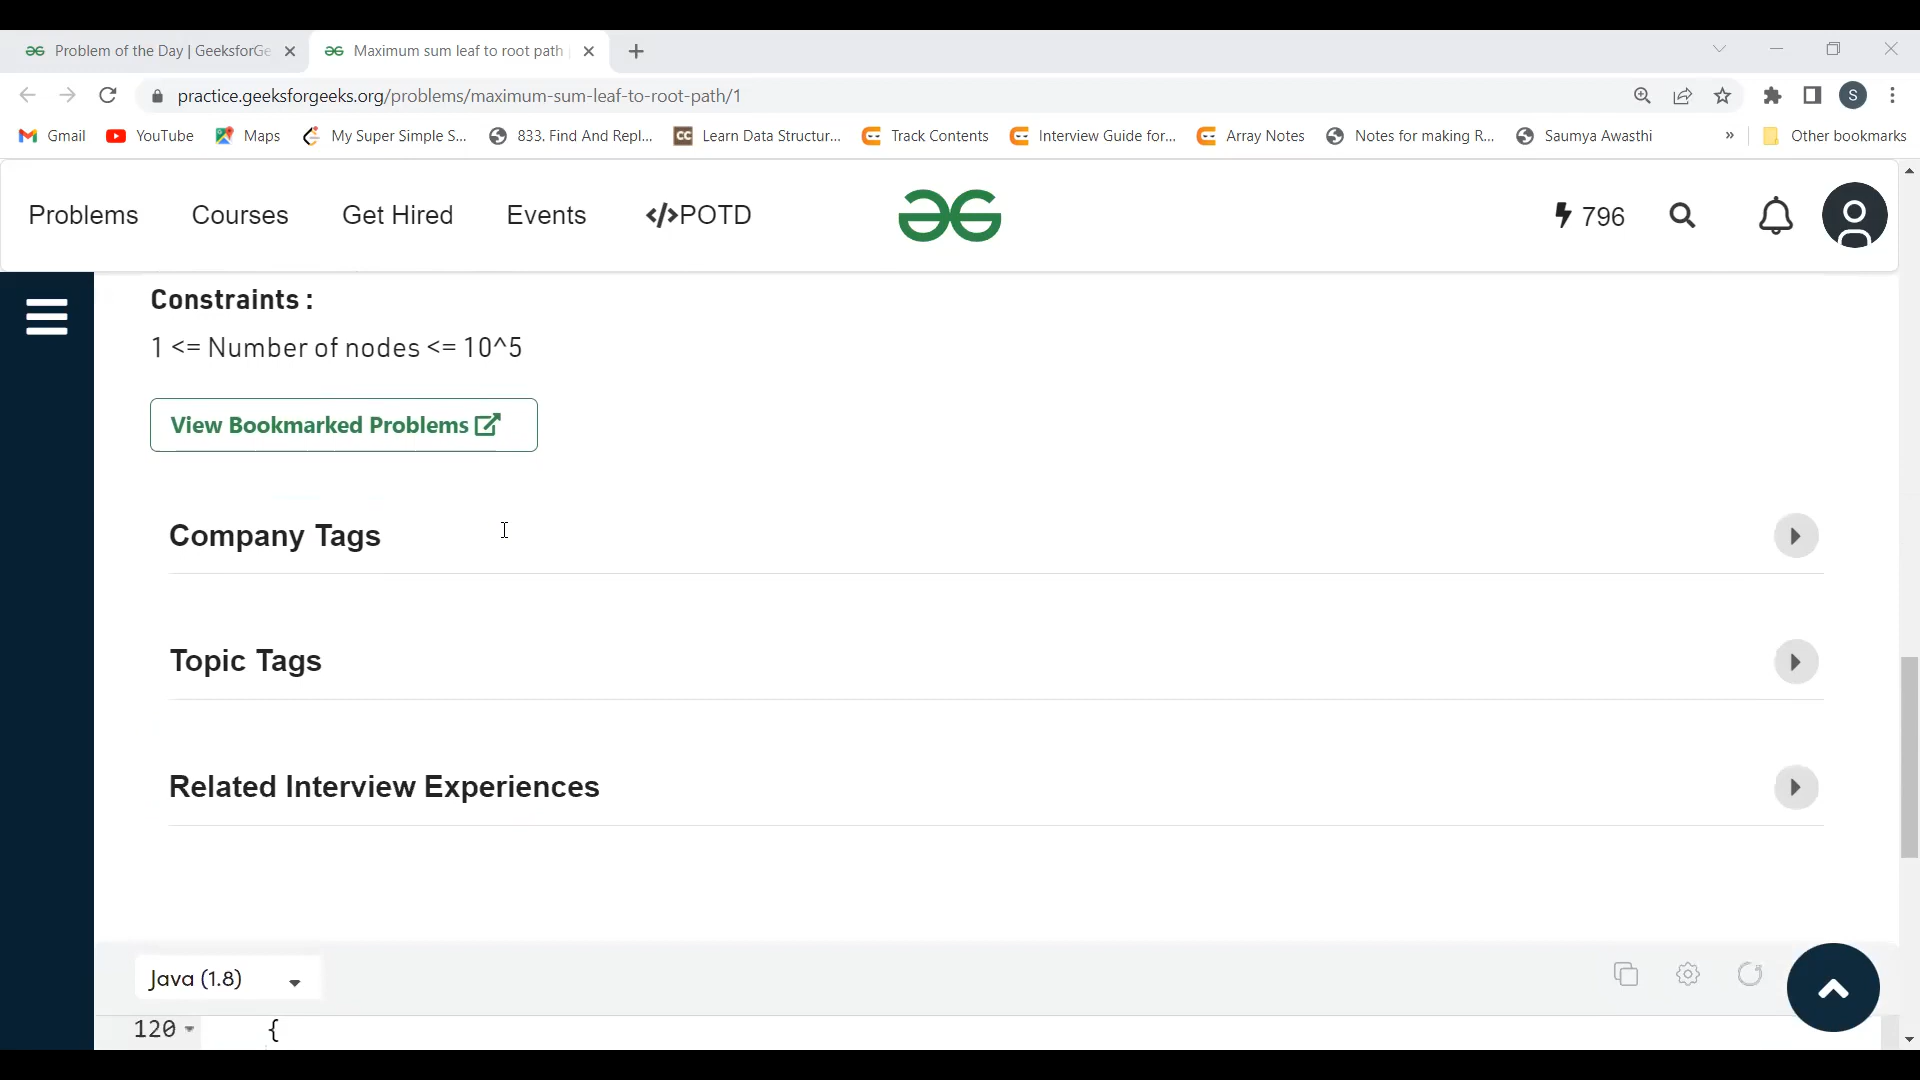 Problem of the Day | GeeksforGe
Maximum sum leaf to root path
practice.geeksforgeeks.org/problems/maximum-sum-leaf-to-root-path/1
S
Gmail
YouTube
Maps
My Super Simple S...
833. Find And Repl...
CC
Learn Data Structur...
Track Contents
Interview Guide for...
Array Notes
Notes for making R...
Saumya Awasthi
»
Other bookmarks
Problems
Courses
Get Hired
Events
</>POTD
796
Constraints :
1 <= Number of nodes <= 10^5
View Bookmarked Problems
Company Tags
Topic Tags
Related Interview Experiences
Java (1.8)
120 {